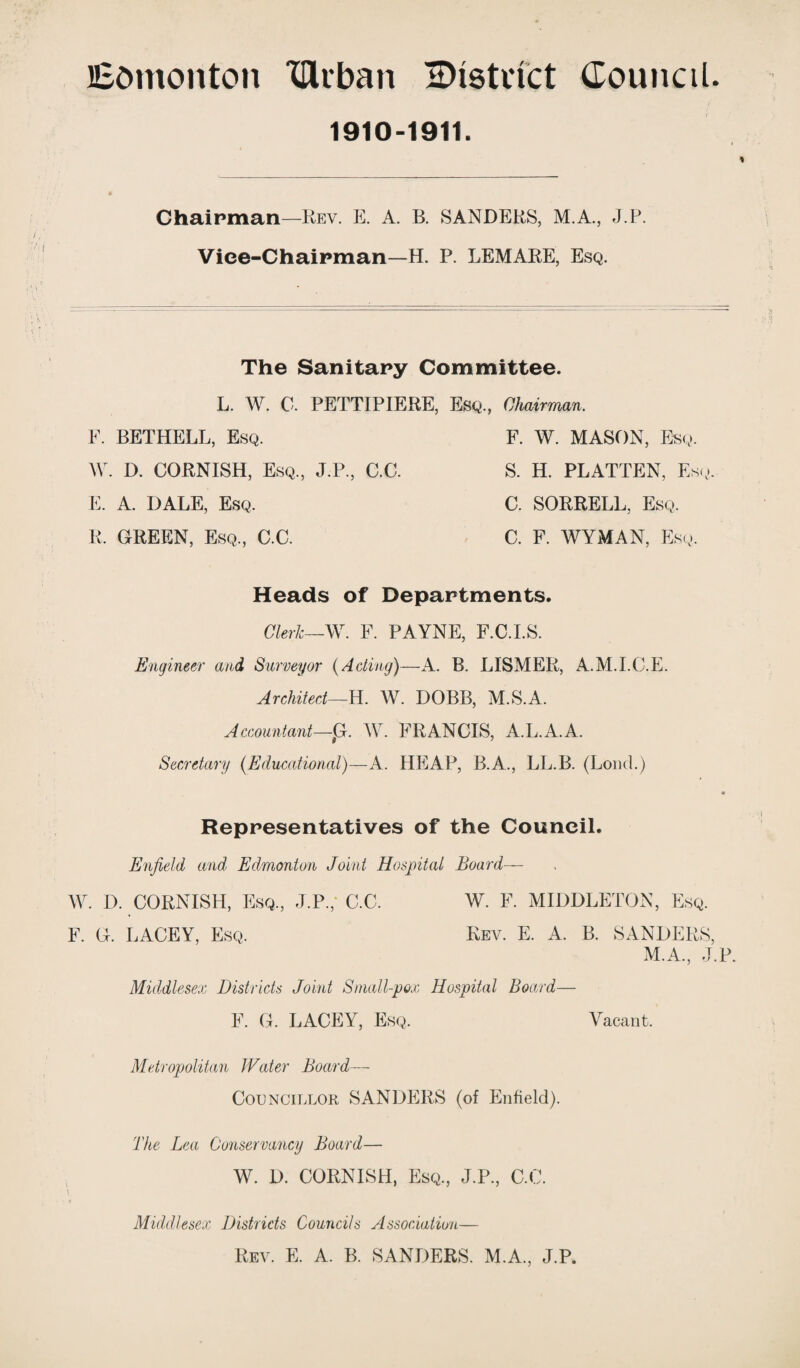 Edmonton Urban District Council.
1910-1911.
Chairman—Rev. E. A. B. SANDERS, M.A., J.P.
Vice-Chairman—H. P. LEMARE, Esq.
The Sanitary Committee.
L. W. C. PETTIPIERE, Esq., Chairman.
F. BETHELL, Esq. F. W. MASON, Esq.
W. D. CORNISH, Esq., J.P., C.C. S. H. PLATTEN, Esq.
E. A. DALE, Esq. C. SORRELL, Esq.
R. GREEN, Esq., C.C. C. F. WYMAN, Esq.
Heads of Departments.
Clerk—W. F. PAYNE, F.C.I.S.
Engineer and Surveyor (Acting)—A. B. LISMER, A.M.I.C.E.
Architect—H. W. DOBB, M.S.A.
Accountant—G. W. FRANCIS, A.L.A.A.
Secretary (Educational)—A. HEAP, B.A., LL.B. (Lond.)
Representatives of the Council.
Enfield and Edmonton Joint Hospital Board—
W. D. CORNISH, Esq., J.P., C.C. W. F. MIDDLETON, Esq.
F. G. LACEY, Esq. Rev. E. A. B. SANDERS,
M.A., J.P.
Middlesex Districts Joint Small-pox Hospital Board—
F. G. LACEY, Esq. Vacant.
Metropolitan Water Board—
Councillor SANDERS (of Enfield).
The Lea Conservancy Board—
W. D. CORNISH, Esq., J.P., C.C.
Middlesex Districts Councils Association—
Rev. E. A. B. SANDERS. M.A., J.P.